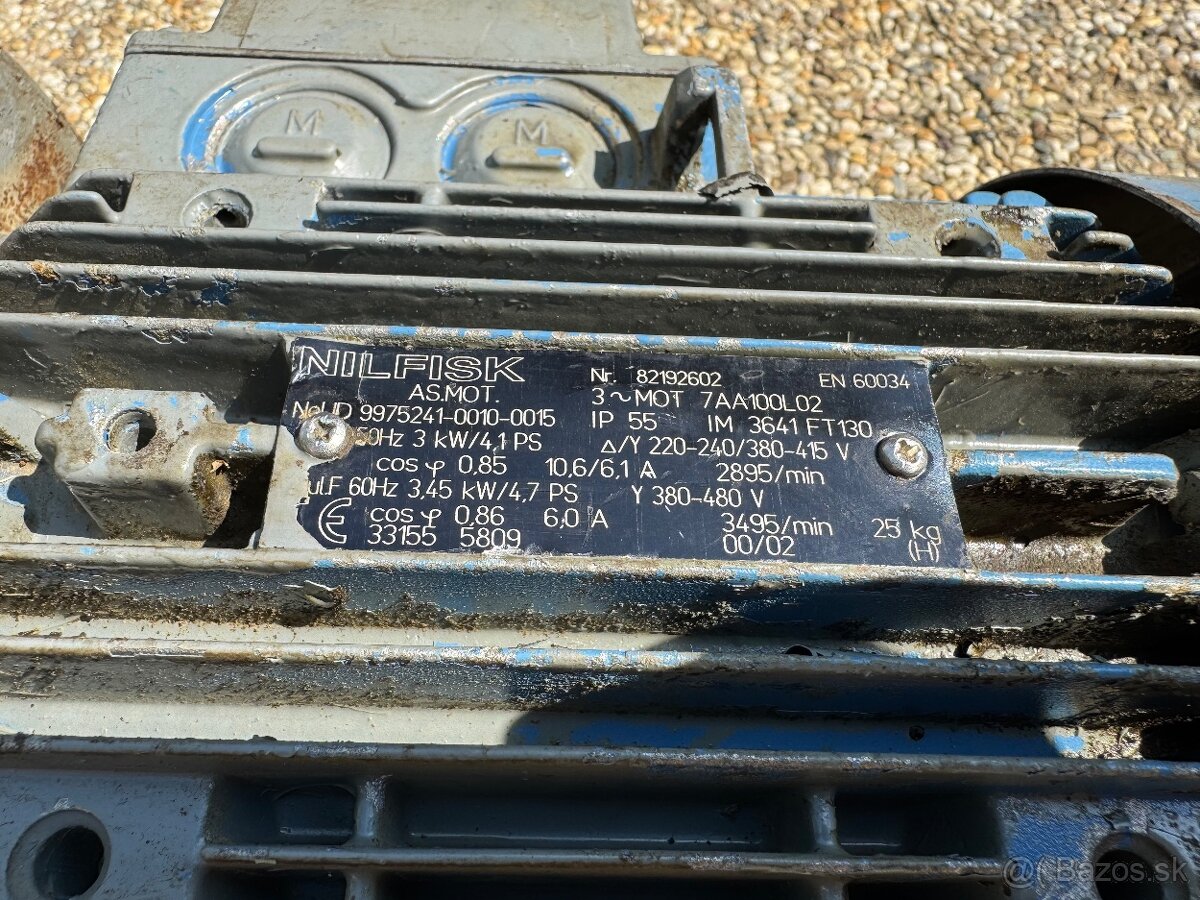 M M
NILFISK
AS.MOT. Nr. 82192602 EN 60034
No.UD 9975241-0010-0015 3~MOT 7AA100L02
IP 55 IM 3641 FT130
50Hz 3 kW/4,1 PS Δ/Y 220-240/380-415 V
cos φ 0,85 10,6/6,1 A 2895/min
60Hz 3,45 kW/4,7 PS Y 380-480 V
cos φ 0,86 6,0 A 3495/min 25 kg
CE 33155 5809 00/02 (H)
Bazos.sk